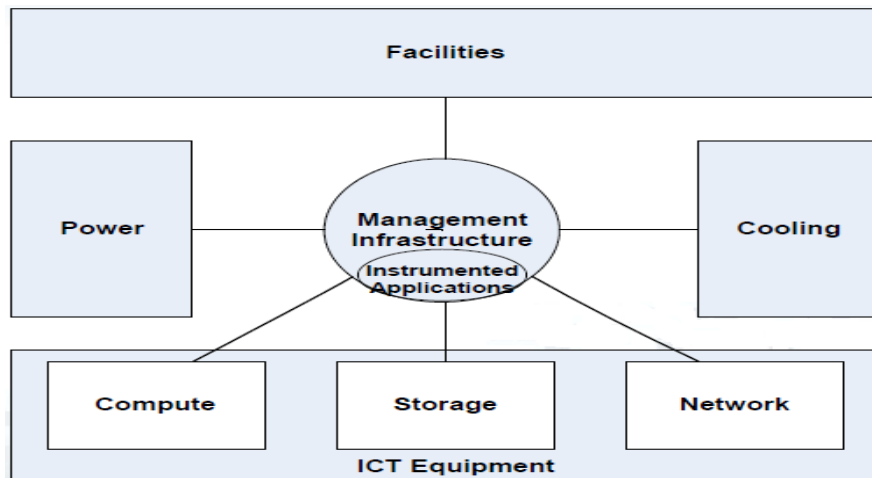 Facilities
Power
Management
Infrastructure
Cooling
Instrumented
Applications
Compute
Storage
Network
ICT Equipment